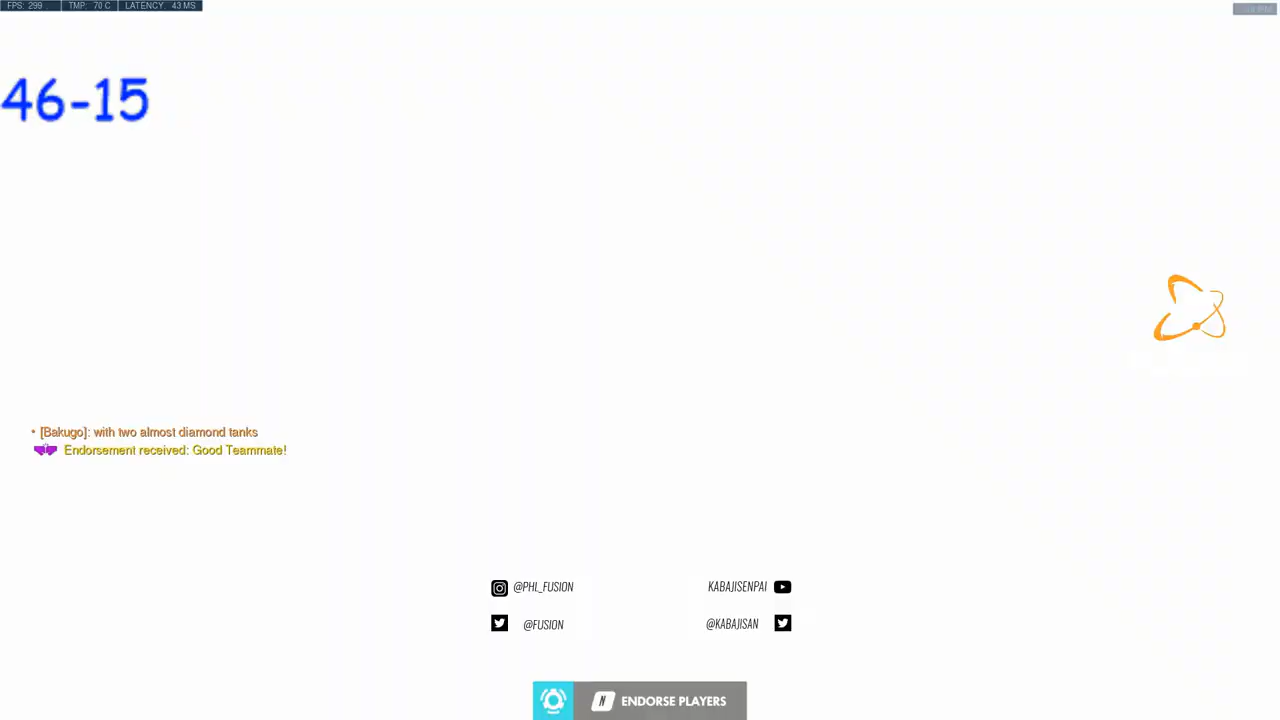 FPS: 299 TMP: 70 C LATENCY: 43 MS
46-15
• [Bakugo]: with two almost diamond tanks
Endorsement received: Good Teammate!
@PHL_FUSION KABAJISENPAI
@FUSION @KABAJISAN
N ENDORSE PLAYERS